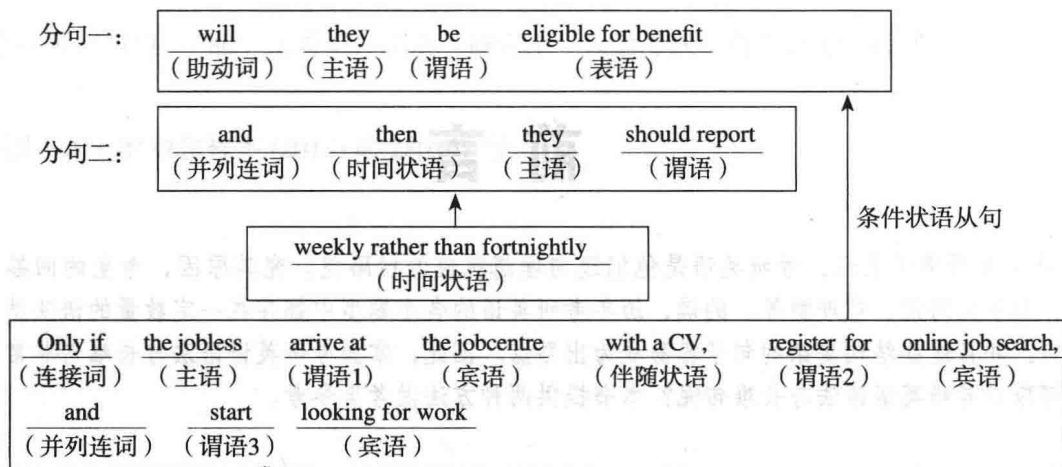 分句一： will they be eligible for benefit
（助动词） （主语） （谓语） （表语）
分句二： and then they should report
（并列连词） （时间状语） （主语） （谓语）
条件状语从句
weekly rather than fortnightly
（时间状语）
Only if the jobless arrive at the jobcentre with a CV, register for online job search,
（连接词） （主语） （谓语1） （宾语） （伴随状语） （谓语2） （宾语）
and start looking for work
（并列连词） （谓语3） （宾语）